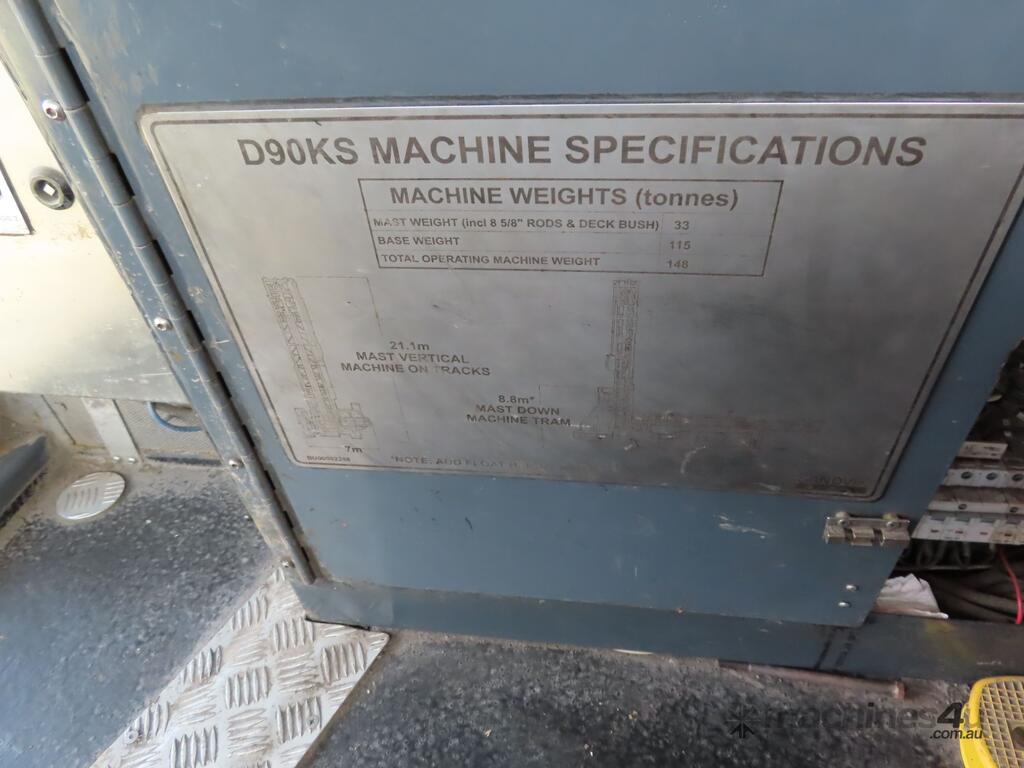 D90KS MACHINE SPECIFICATIONS
MACHINE WEIGHTS (tonnes)
MAST WEIGHT (incl 8 5/8" RODS & DECK BUSH) 33
BASE WEIGHT 115
TOTAL OPERATING MACHINE WEIGHT 148
21.1m
MAST VERTICAL
MACHINE ON TRACKS
8.8m*
MAST DOWN
MACHINE TRAM
7m
*NOTE: ADD FLOAT
machines4u
.com.au